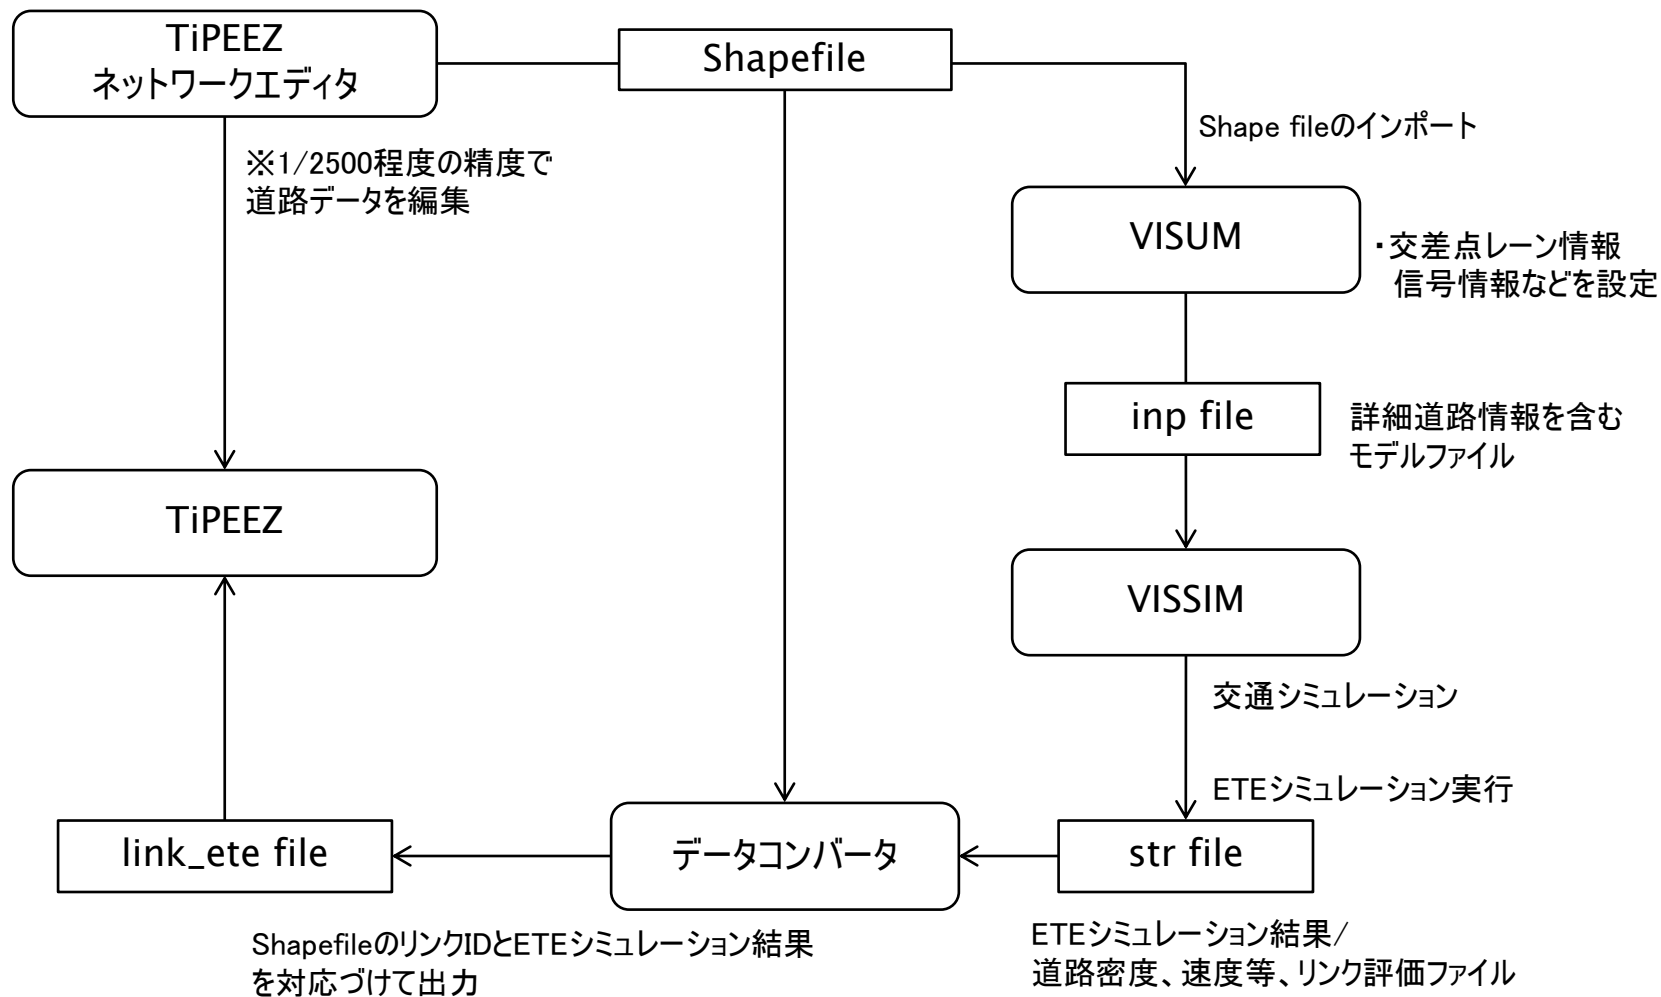 TiPEEZ
ネットワークエディタ
Shapefile
Shape fileのインポート
※1/2500程度の精度で
道路データを編集
VISUM
・交差点レーン情報
信号情報などを設定
inp file
詳細道路情報を含む
モデルファイル
TiPEEZ
VISSIM
交通シミュレーション
ETEシミュレーション実行
link_ete file
データコンバータ
str file
ShapefileのリンクIDとETEシミュレーション結果
を対応づけて出力
ETEシミュレーション結果/
道路密度、速度等、リンク評価ファイル